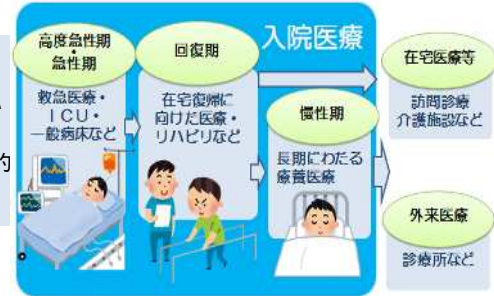 入院医療
高度急性期
・
急性期
救急医療・
ICU・
一般病床など
回復期
在宅復帰に
向けた医療・
リハビリなど
慢性期
長期にわたる
療養医療
在宅医療等
訪問診療
介護施設など
外来医療
診療所など
的